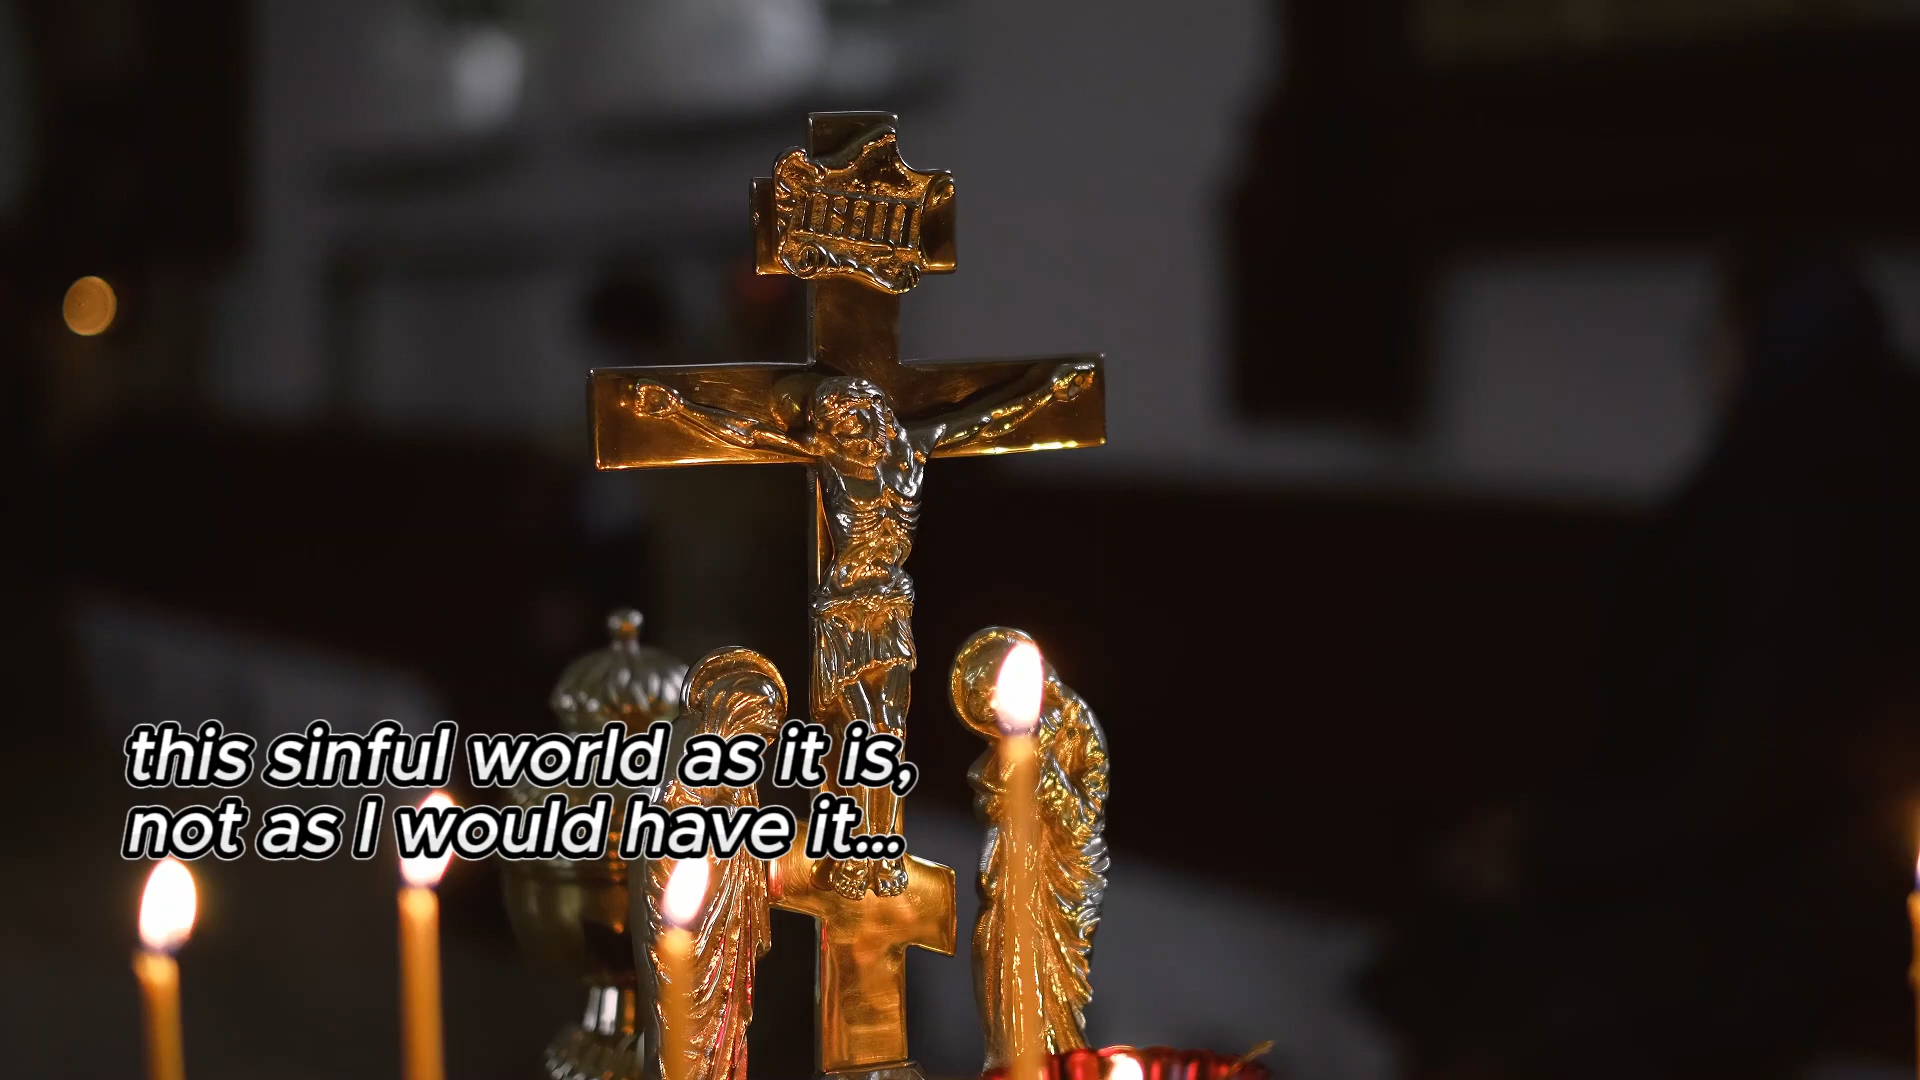 this sinful world as it is,
not as I would have it...